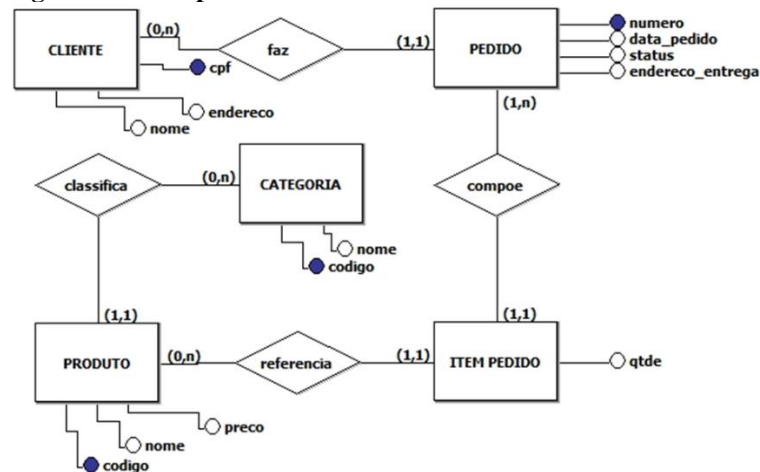 (0,n)
(1,1)
numero
data_pedido
status
endereco_entrega
CLIENTE
faz
PEDIDO
cpf
endereco
nome
(1,n)
classifica
(0,n)
CATEGORIA
compoe
nome
codigo
(1,1)
(1,1)
PRODUTO
(0,n)
referencia
(1,1)
ITEM PEDIDO
qtde
preco
nome
codigo